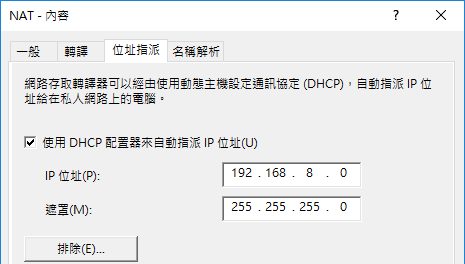 NAT - 內容
一般 轉譯 位址指派 名稱解析
網路存取轉譯器可以經由使用動態主機設定通訊協定 (DHCP)，自動指派 IP 位
址給在私人網路上的電腦。
使用 DHCP 配置器來自動指派 IP 位址(U)
IP 位址(P): 192 . 168 . 8 . 0
遮罩(M): 255 . 255 . 255 . 0
排除(E)...